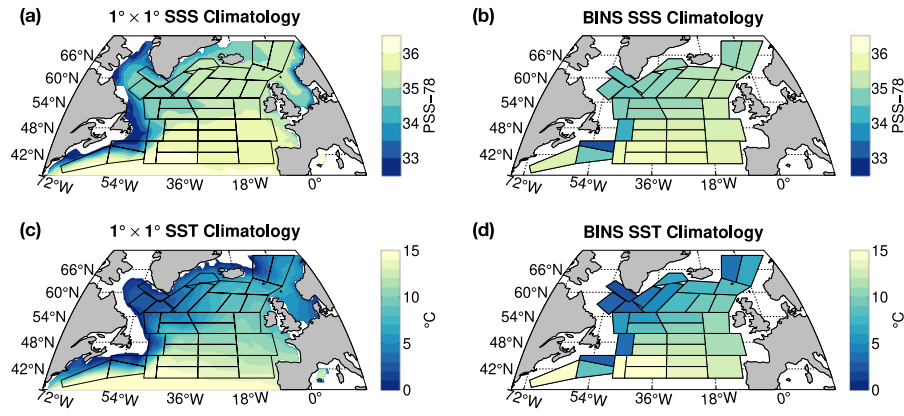 (a)
1° × 1° SSS Climatology
66°N
60°N
54°N
48°N
42°N
72°W
54°W
36°W
18°W
0°
36
35
34
33
PSS−78
(b)
BINS SSS Climatology
66°N
60°N
54°N
48°N
42°N
72°W
54°W
36°W
18°W
0°
36
35
34
33
PSS−78
(c)
1° × 1° SST Climatology
66°N
60°N
54°N
48°N
42°N
72°W
54°W
36°W
18°W
0°
15
10
5
0
°C
(d)
BINS SST Climatology
66°N
60°N
54°N
48°N
42°N
72°W
54°W
36°W
18°W
0°
15
10
5
0
°C